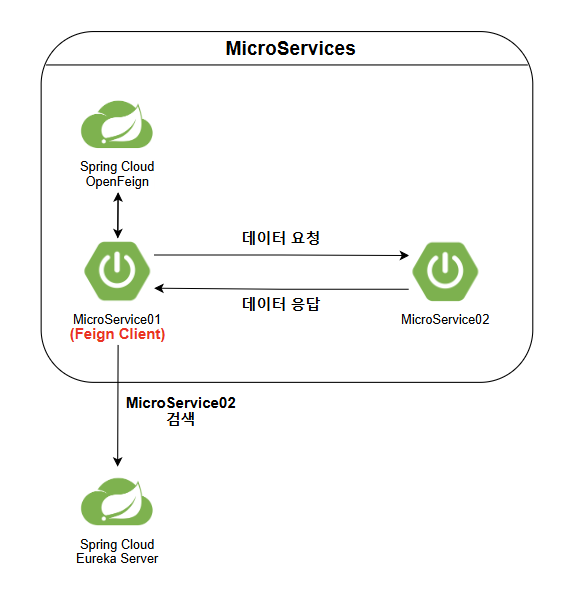 MicroServices
Spring Cloud
OpenFeign
데이터 요청
데이터 응답
MicroService01
(Feign Client)
MicroService02
MicroService02
검색
Spring Cloud
Eureka Server